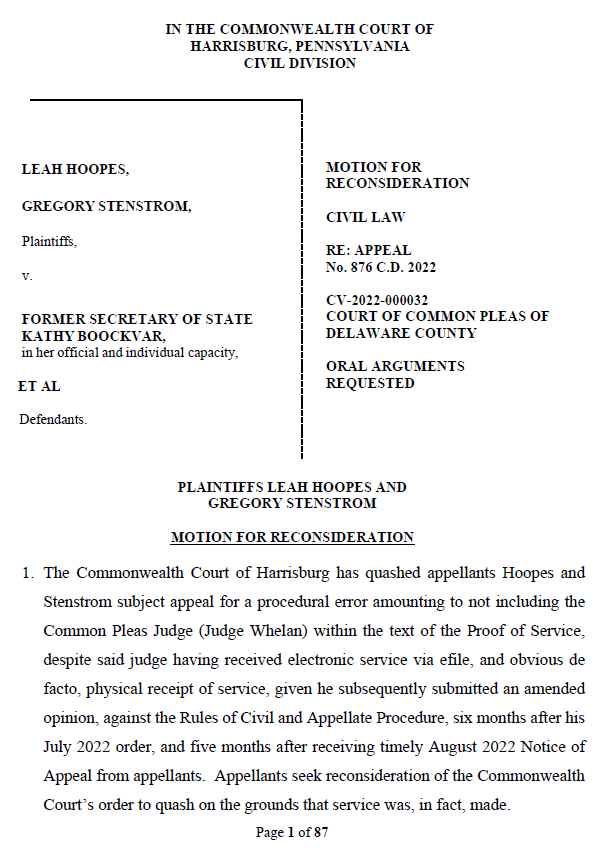 IN THE COMMONWEALTH COURT OF
HARRISBURG, PENNSYLVANIA
CIVIL DIVISION
LEAH HOOPES,
GREGORY STENSTROM,
Plaintiffs,
v.
FORMER SECRETARY OF STATE
KATHY BOOCKVAR,
in her official and individual capacity,
ET AL
Defendants.
MOTION FOR
RECONSIDERATION
CIVIL LAW
RE: APPEAL
No. 876 C.D. 2022
CV-2022-000032
COURT OF COMMON PLEAS OF
DELAWARE COUNTY
ORAL ARGUMENTS
REQUESTED
PLAINTIFFS LEAH HOOPES AND
GREGORY STENSTROM
MOTION FOR RECONSIDERATION
1. The Commonwealth Court of Harrisburg has quashed appellants Hoopes and
Stenstrom subject appeal for a procedural error amounting to not including the
Common Pleas Judge (Judge Whelan) within the text of the Proof of Service,
despite said judge having received electronic service via efile, and obvious de
facto, physical receipt of service, given he subsequently submitted an amended
opinion, against the Rules of Civil and Appellate Procedure, six months after his
July 2022 order, and five months after receiving timely August 2022 Notice of
Appeal from appellants.  Appellants seek reconsideration of the Commonwealth
Court's order to quash on the grounds that service was, in fact, made.
Page 1 of 87